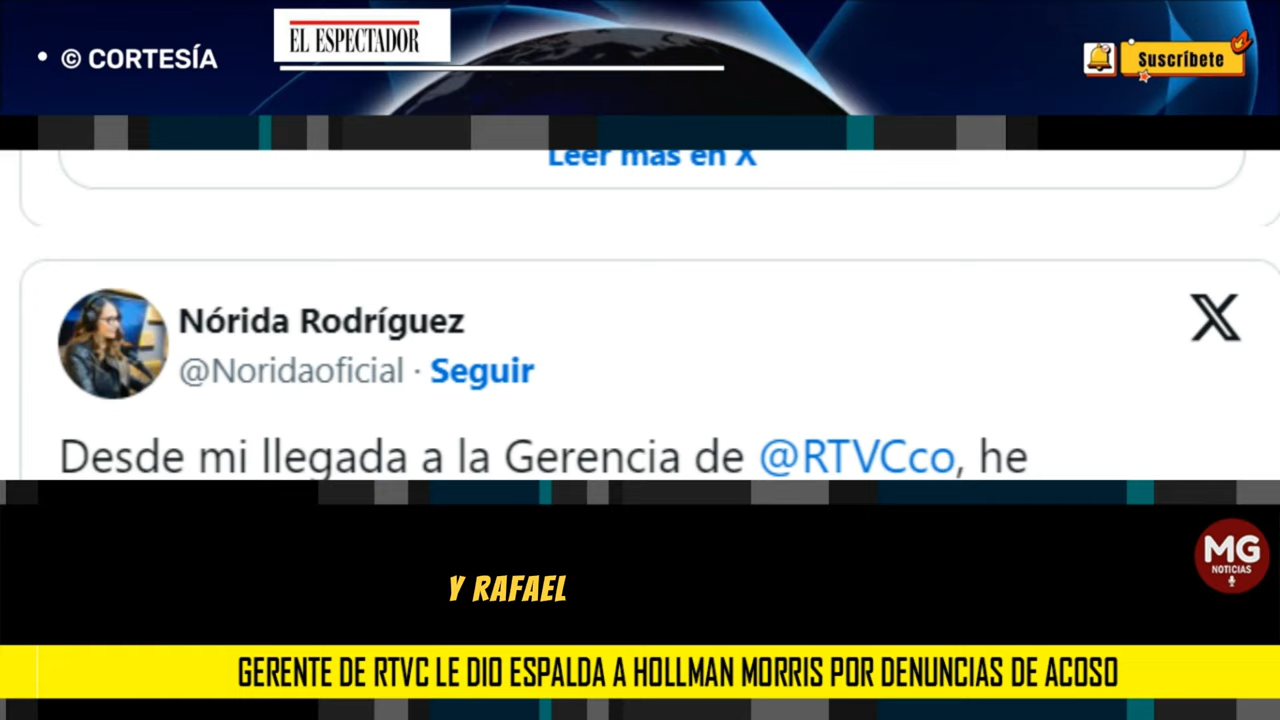 • © CORTESÍA
EL ESPECTADOR
Suscríbete
Leer más en X
Nórida Rodríguez
@Noridaoficial · Seguir
Desde mi llegada a la Gerencia de @RTVCco, he
MG
NOTICIAS
Y RAFAEL
GERENTE DE RTVC LE DIO ESPALDA A HOLLMAN MORRIS POR DENUNCIAS DE ACOSO